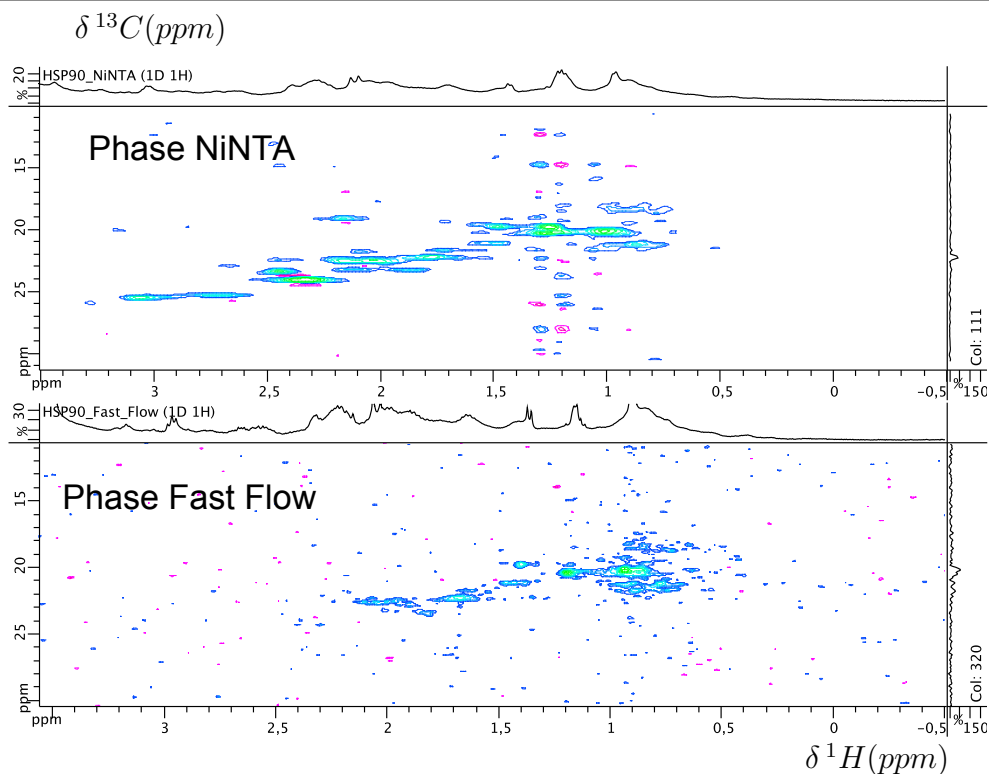 δ ¹³C(ppm)
20
%
HSP90_NiNTA (1D 1H)
Phase NiNTA
15
20
25
ppm
Col: 111
ppm 3 2,5 2 1,5 1 0,5 0 -0,5 % 150
30
%
HSP90_Fast_Flow (1D 1H)
Phase Fast Flow
15
20
25
ppm
Col: 320
ppm 3 2,5 2 1,5 1 0,5 0 -0,5 % 150
δ ¹H(ppm)